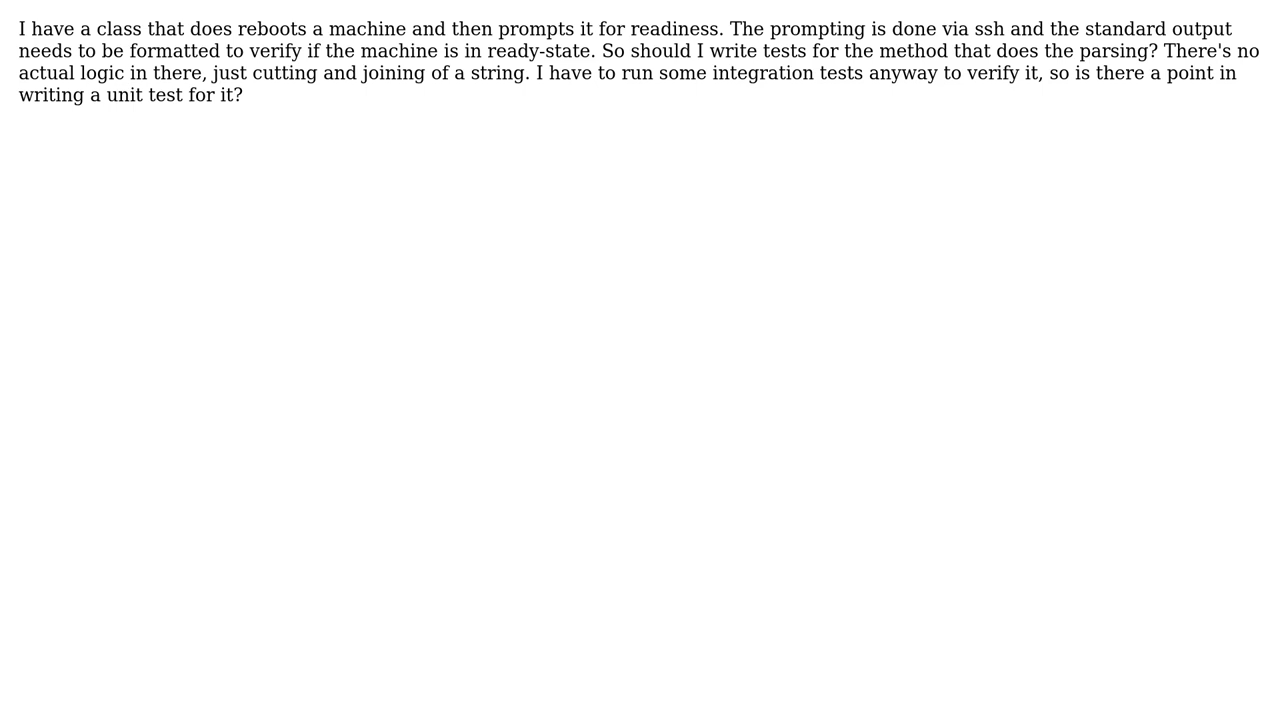 I have a class that does reboots a machine and then prompts it for readiness. The prompting is done via ssh and the standard output
needs to be formatted to verify if the machine is in ready-state. So should I write tests for the method that does the parsing? There's no
actual logic in there, just cutting and joining of a string. I have to run some integration tests anyway to verify it, so is there a point in
writing a unit test for it?